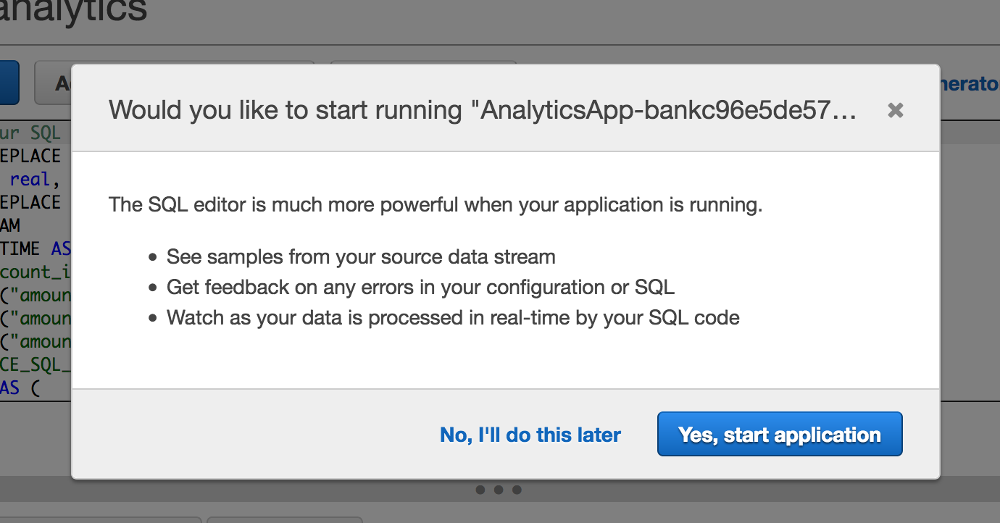 analytics
Would you like to start running "AnalyticsApp-bankc96e5de57...
The SQL editor is much more powerful when your application is running.
• See samples from your source data stream
• Get feedback on any errors in your configuration or SQL
• Watch as your data is processed in real-time by your SQL code
No, I'll do this later
Yes, start application
ur SQL
EPLACE
real,
EPLACE
AM
TIME AS
count_i
("amoun
("amoun
("amoun
CE_SQL_
AS (
nerato